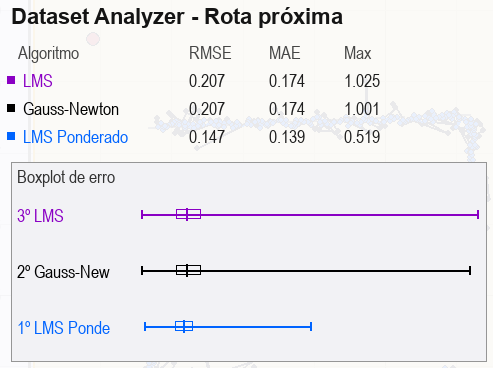 Dataset Analyzer - Rota próxima
Algoritmo RMSE MAE Max
LMS 0.207 0.174 1.025
Gauss-Newton 0.207 0.174 1.001
LMS Ponderado 0.147 0.139 0.519
Boxplot de erro
3º LMS
2º Gauss-New
1º LMS Ponde